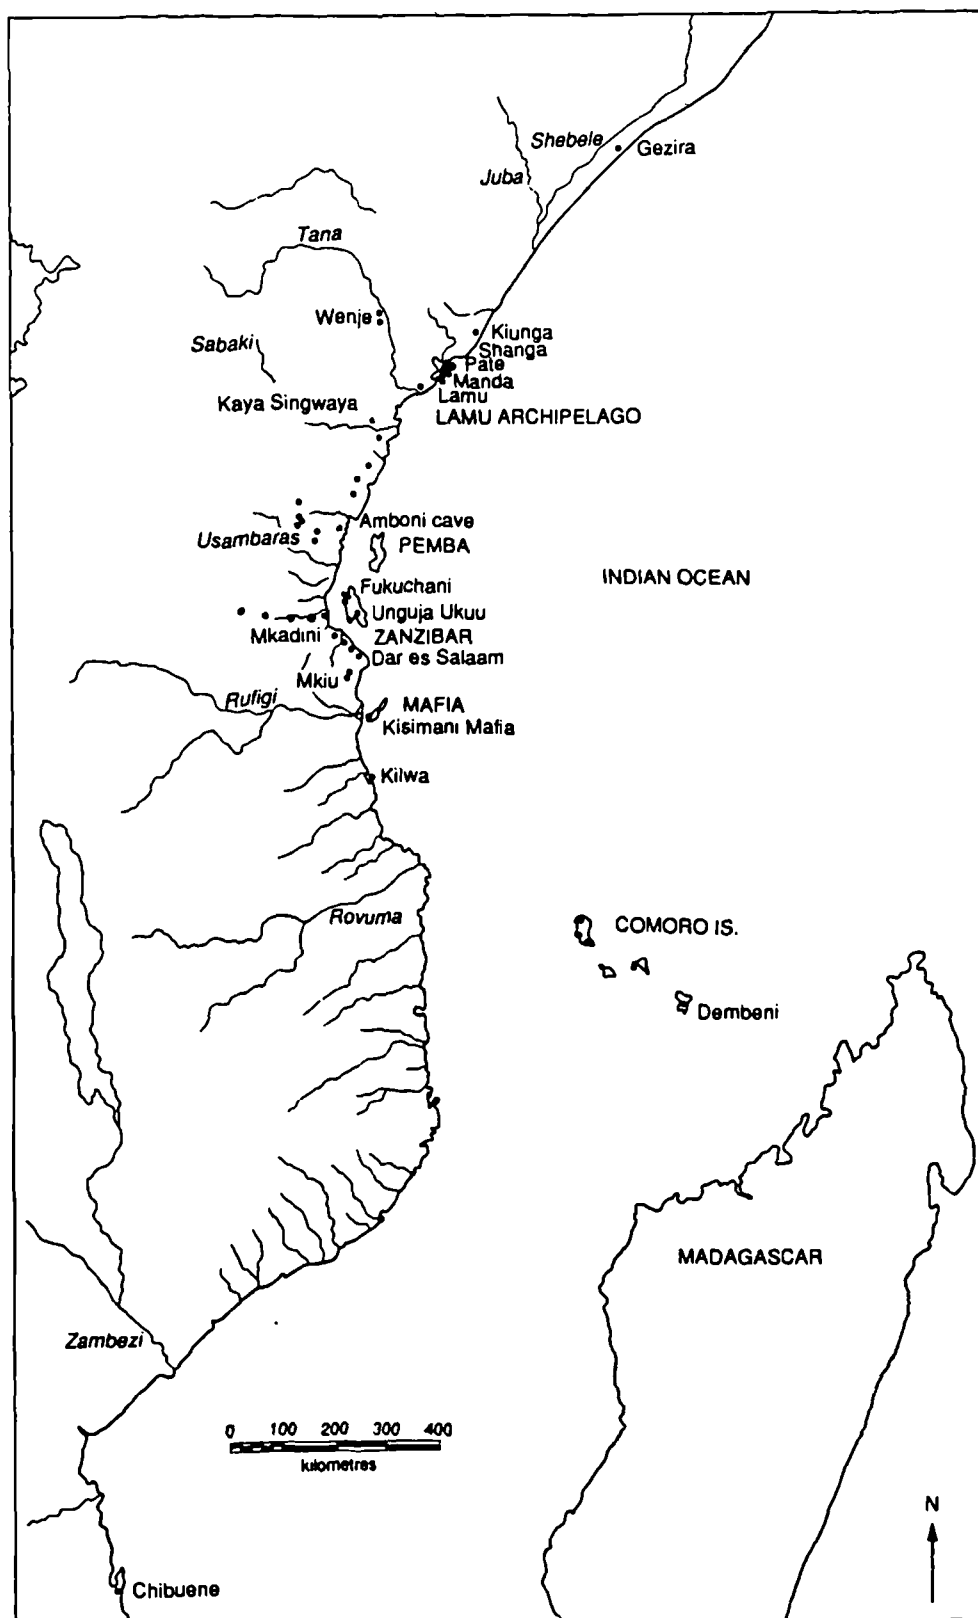 Shebele
Gezira
Juba
Tana
Wenje
Kiunga
Sabaki
Shanga
Pate
Manda
Lamu
Kaya Singwaya
LAMU ARCHIPELAGO
Amboni cave
Usambaras
PEMBA
INDIAN OCEAN
Fukuchani
Unguja Ukuu
Mkadini
ZANZIBAR
Dar es Salaam
Mkiu
Rufigi
MAFIA
Kisimani Mafia
Kilwa
Rovuma
COMORO IS.
Dembeni
MADAGASCAR
Zambezi
0 100 200 300 400
kilometres
N
Chibuene